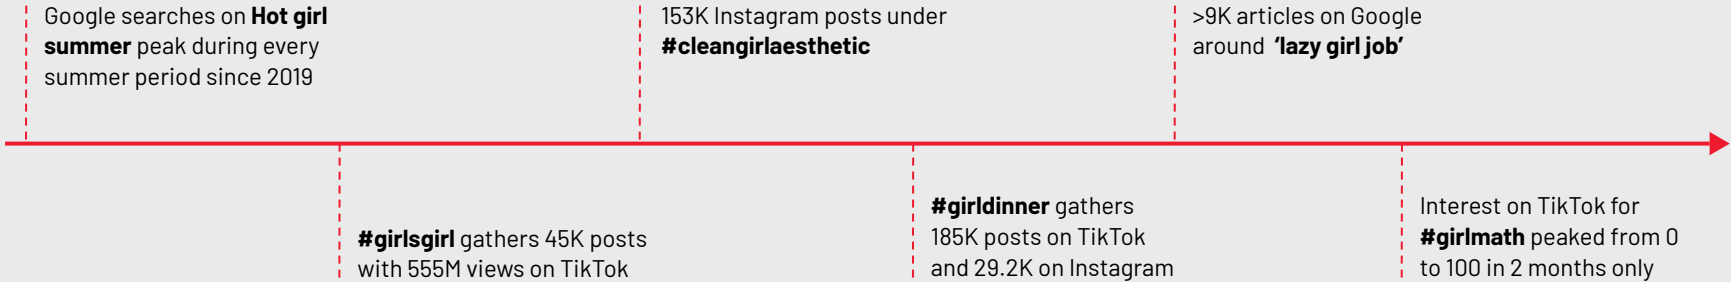 Google searches on Hot girl
summer peak during every
summer period since 2019
#girlsgirl gathers 45K posts
with 555M views on TikTok
153K Instagram posts under
#cleangirlaesthetic
#girldinner gathers
185K posts on TikTok
and 29.2K on Instagram
>9K articles on Google
around 'lazy girl job'
Interest on TikTok for
#girlmath peaked from 0
to 100 in 2 months only